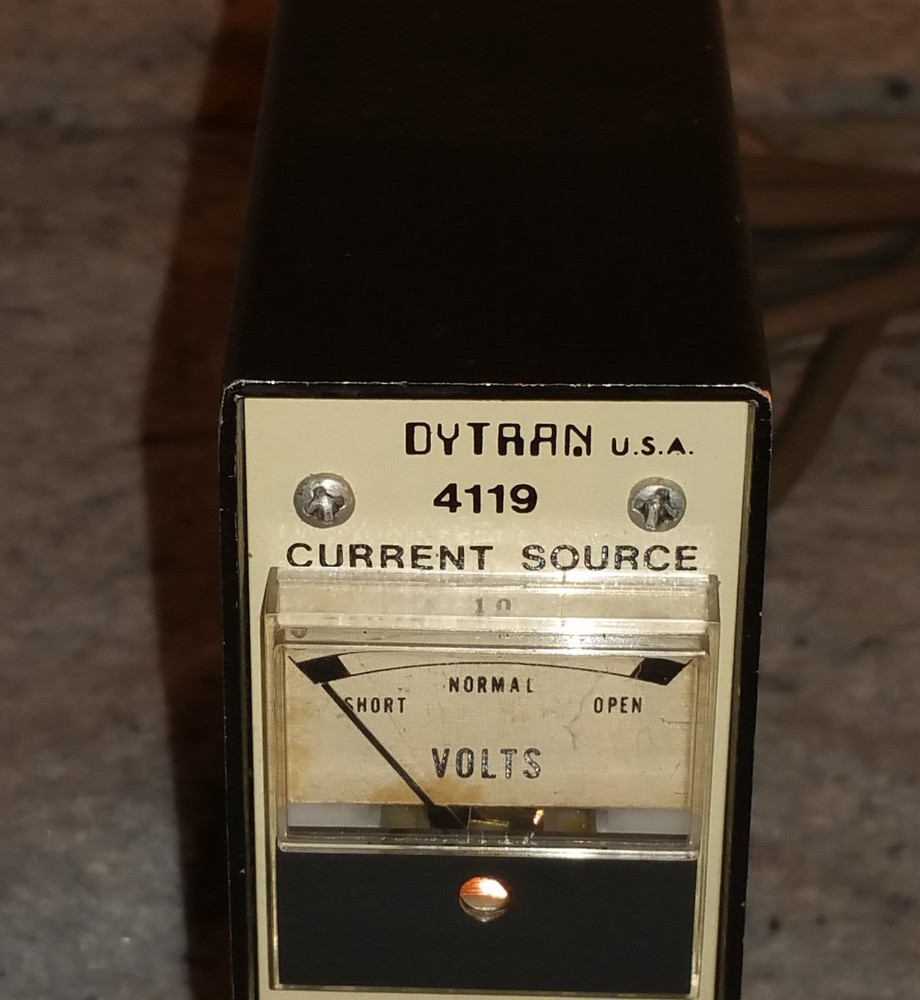 DYTRAN U.S.A.
4119
CURRENT SOURCE
10
NORMAL
SHORT OPEN
VOLTS